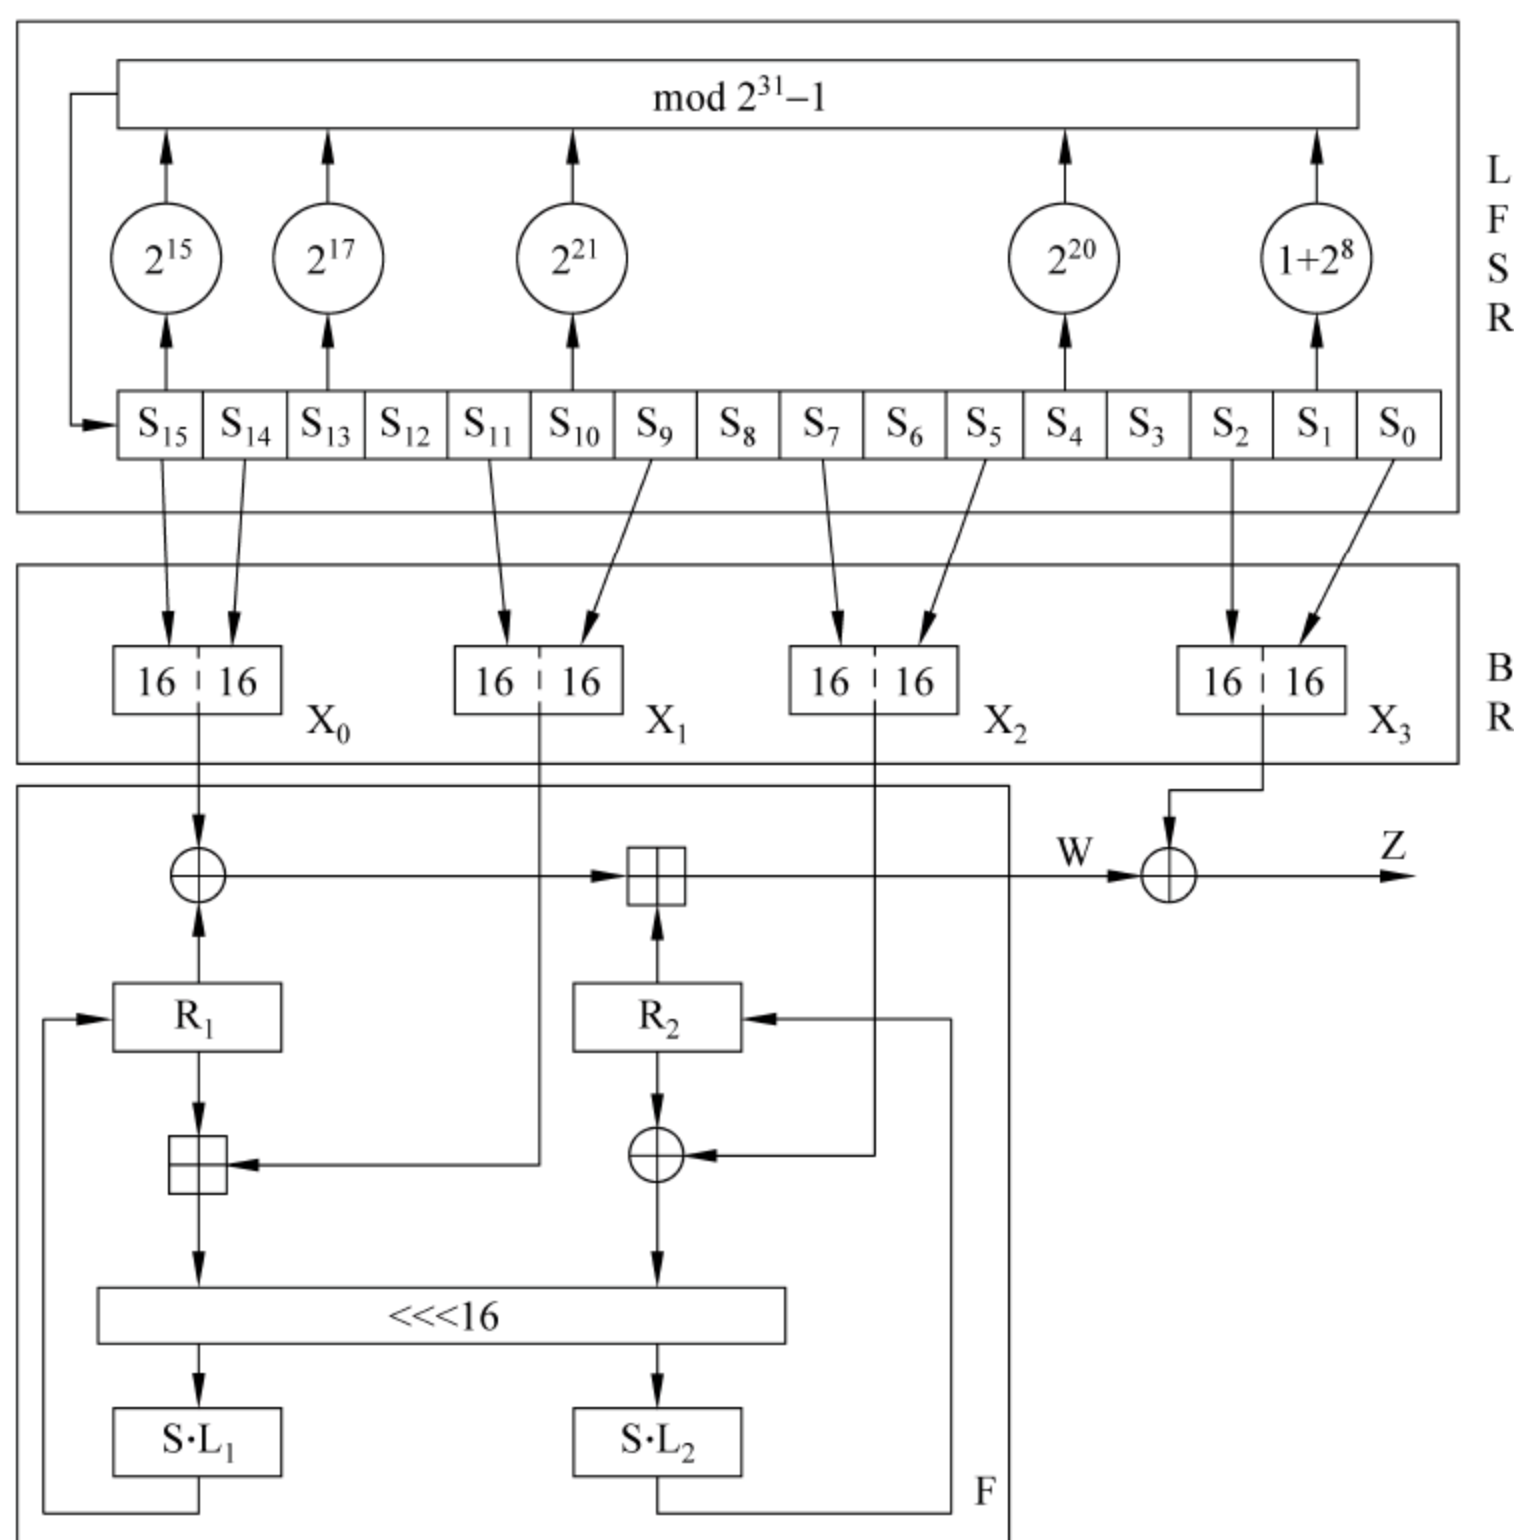 mod 2³¹−1
2¹⁵ 2¹⁷ 2²¹ 2²⁰ 1+2⁸
L
F
S
R
S₁₅ S₁₄ S₁₃ S₁₂ S₁₁ S₁₀ S₉ S₈ S₇ S₆ S₅ S₄ S₃ S₂ S₁ S₀
16 16 16 16 16 16 16 16
X₀ X₁ X₂ X₃
B
R
W Z
R₁ R₂
<<<16
S·L₁ S·L₂
F